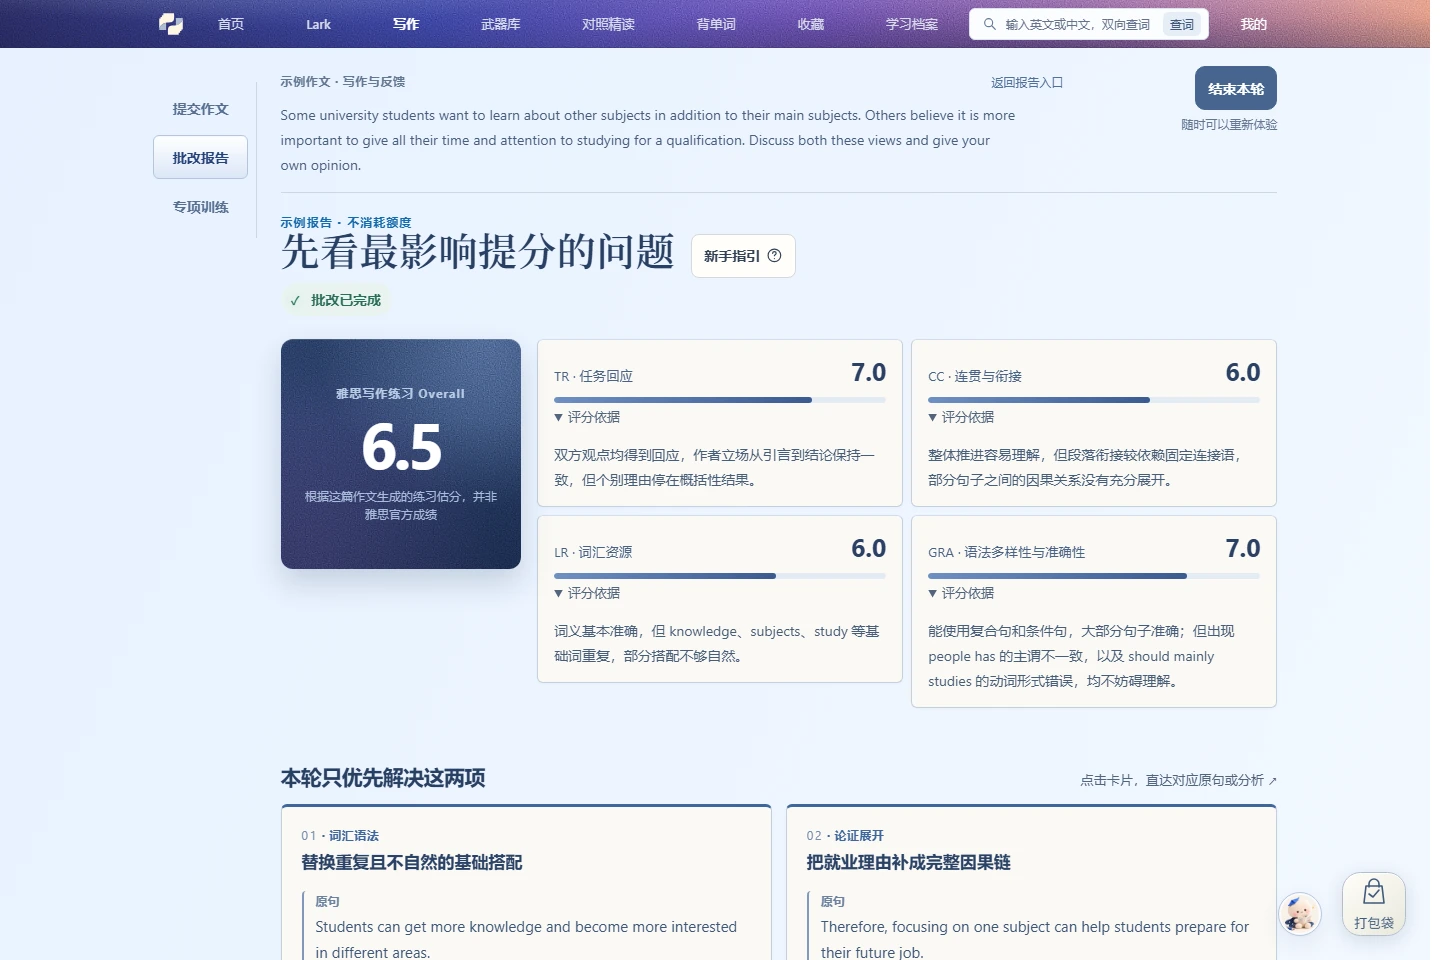 首页
Lark
写作
武器库
对照精读
背单词
收藏
学习档案
输入英文或中文，双向查词
查词
我的
提交作文
批改报告
专项训练
示例作文 · 写作与反馈
返回报告入口
结束本轮
随时可以重新体验
Some university students want to learn about other subjects in addition to their main subjects. Others believe it is more
important to give all their time and attention to studying for a qualification. Discuss both these views and give your
own opinion.
示例报告 · 不消耗额度
先看最影响提分的问题
新手指引 ?
✓ 批改已完成
雅思写作练习 Overall
6.5
根据这篇作文生成的练习估分，并非
雅思官方成绩
TR · 任务回应
7.0
▼ 评分依据
双方观点均得到回应，作者立场从引言到结论保持一
致，但个别理由停在概括性结果。
CC · 连贯与衔接
6.0
▼ 评分依据
整体推进容易理解，但段落衔接较依赖固定连接语，
部分句子之间的因果关系没有充分展开。
LR · 词汇资源
6.0
▼ 评分依据
词义基本准确，但 knowledge、subjects、study 等基
础词重复，部分搭配不够自然。
GRA · 语法多样性与准确性
7.0
▼ 评分依据
能使用复合句和条件句，大部分句子准确；但出现
people has 的主谓不一致，以及 should mainly
studies 的动词形式错误，均不妨碍理解。
本轮只优先解决这两项
点击卡片，直达对应原句或分析 ↗
01 · 词汇语法
替换重复且不自然的基础搭配
原句
Students can get more knowledge and become more interested
in different areas.
02 · 论证展开
把就业理由补成完整因果链
原句
Therefore, focusing on one subject can help students prepare for
their future job.
打包袋